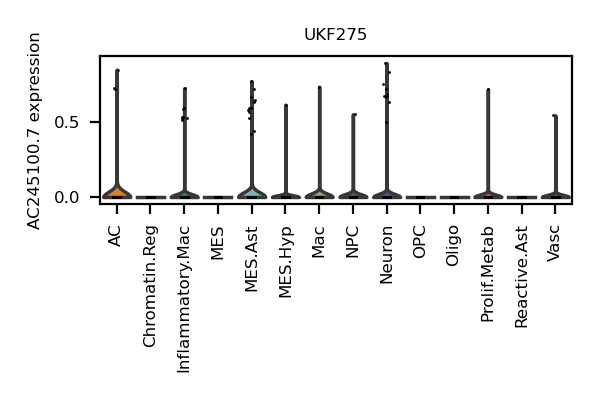 UKF275
AC245100.7 expression
0.5
0.0
AC
Chromatin.Reg
Inflammatory.Mac
MES
MES.Ast
MES.Hyp
Mac
NPC
Neuron
OPC
Oligo
Prolif.Metab
Reactive.Ast
Vasc